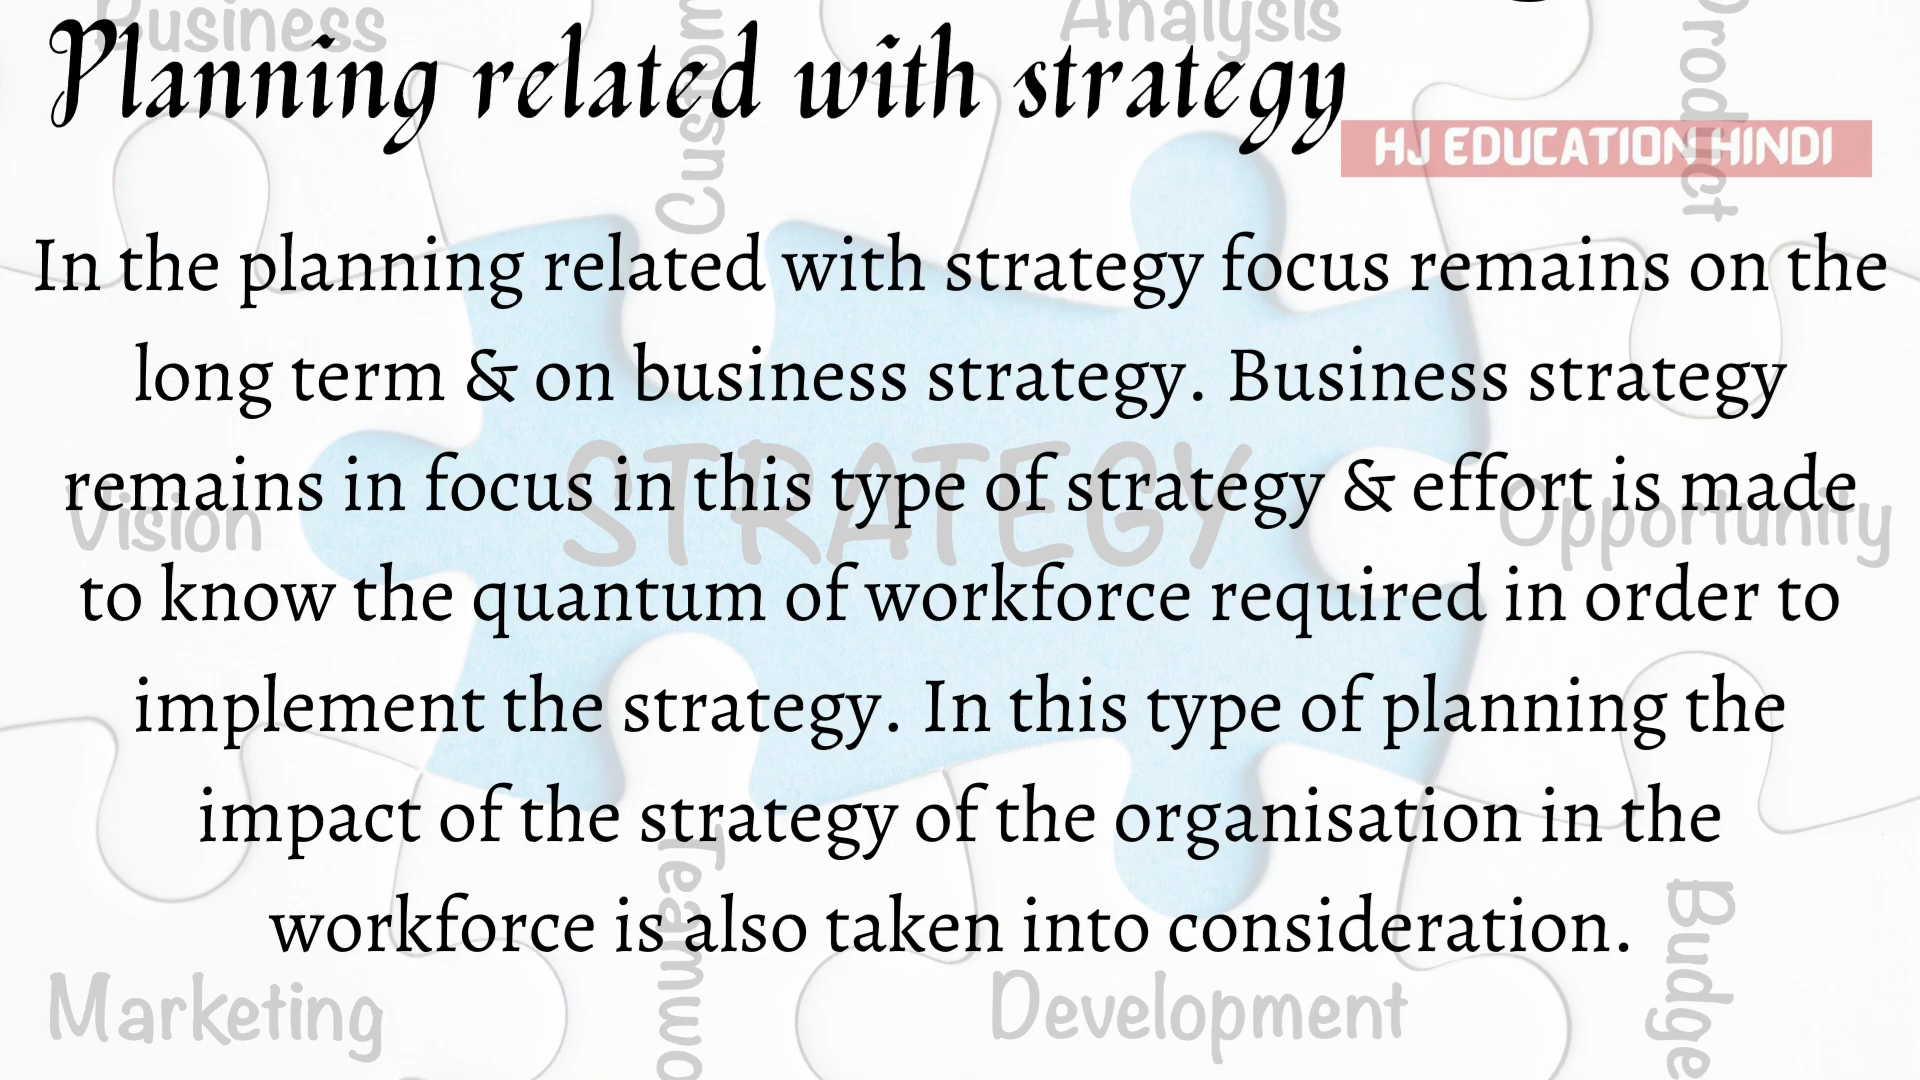 Business
Analysis
Custom
Product
Planning related with strategy
HJ EDUCATION HINDI
In the planning related with strategy focus remains on the
long term & on business strategy. Business strategy
remains in focus in this type of strategy & effort is made
to know the quantum of workforce required in order to
implement the strategy. In this type of planning the
impact of the strategy of the organisation in the
workforce is also taken into consideration.
STRATEGY
Vision
Opportunity
Marketing
Teamwo
Development
Budge